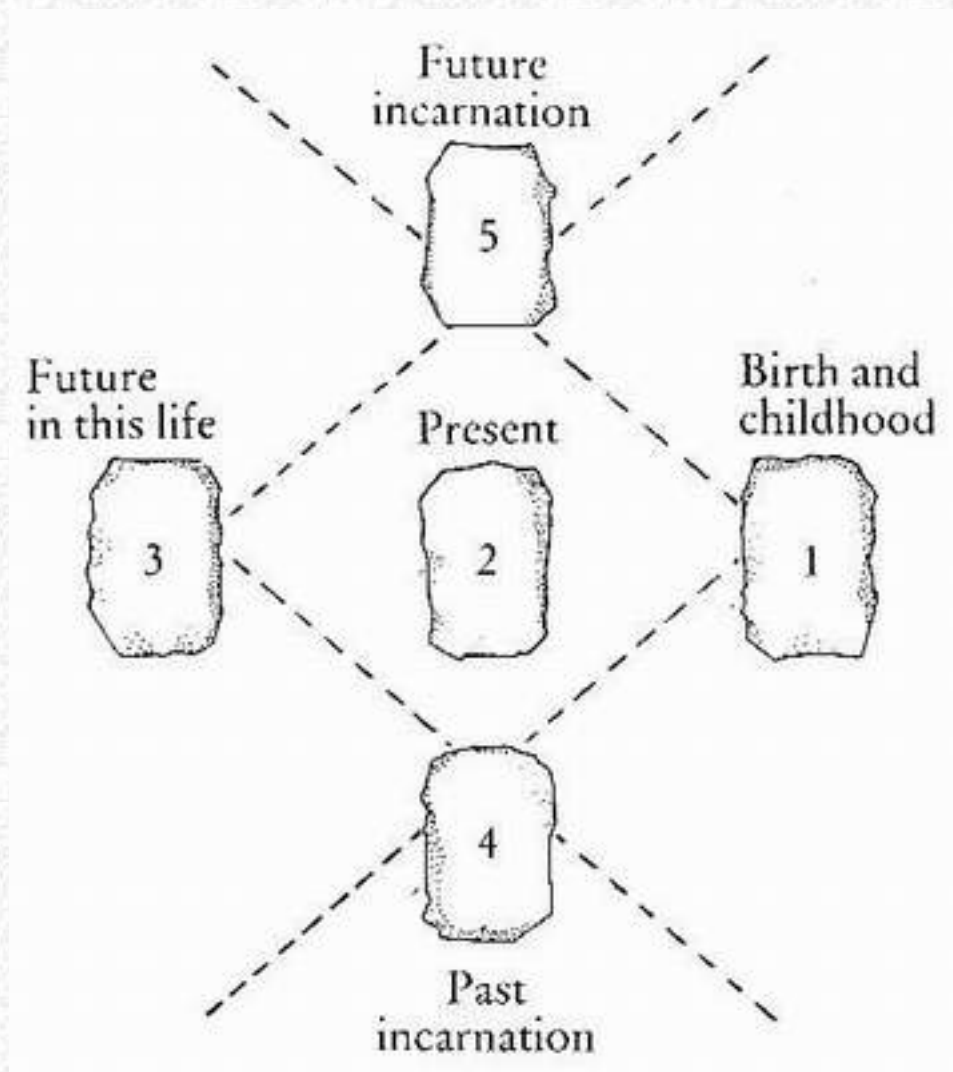 Future
incarnation
5
Future
in this life
Present
Birth and
childhood
3
2
1
4
Past
incarnation